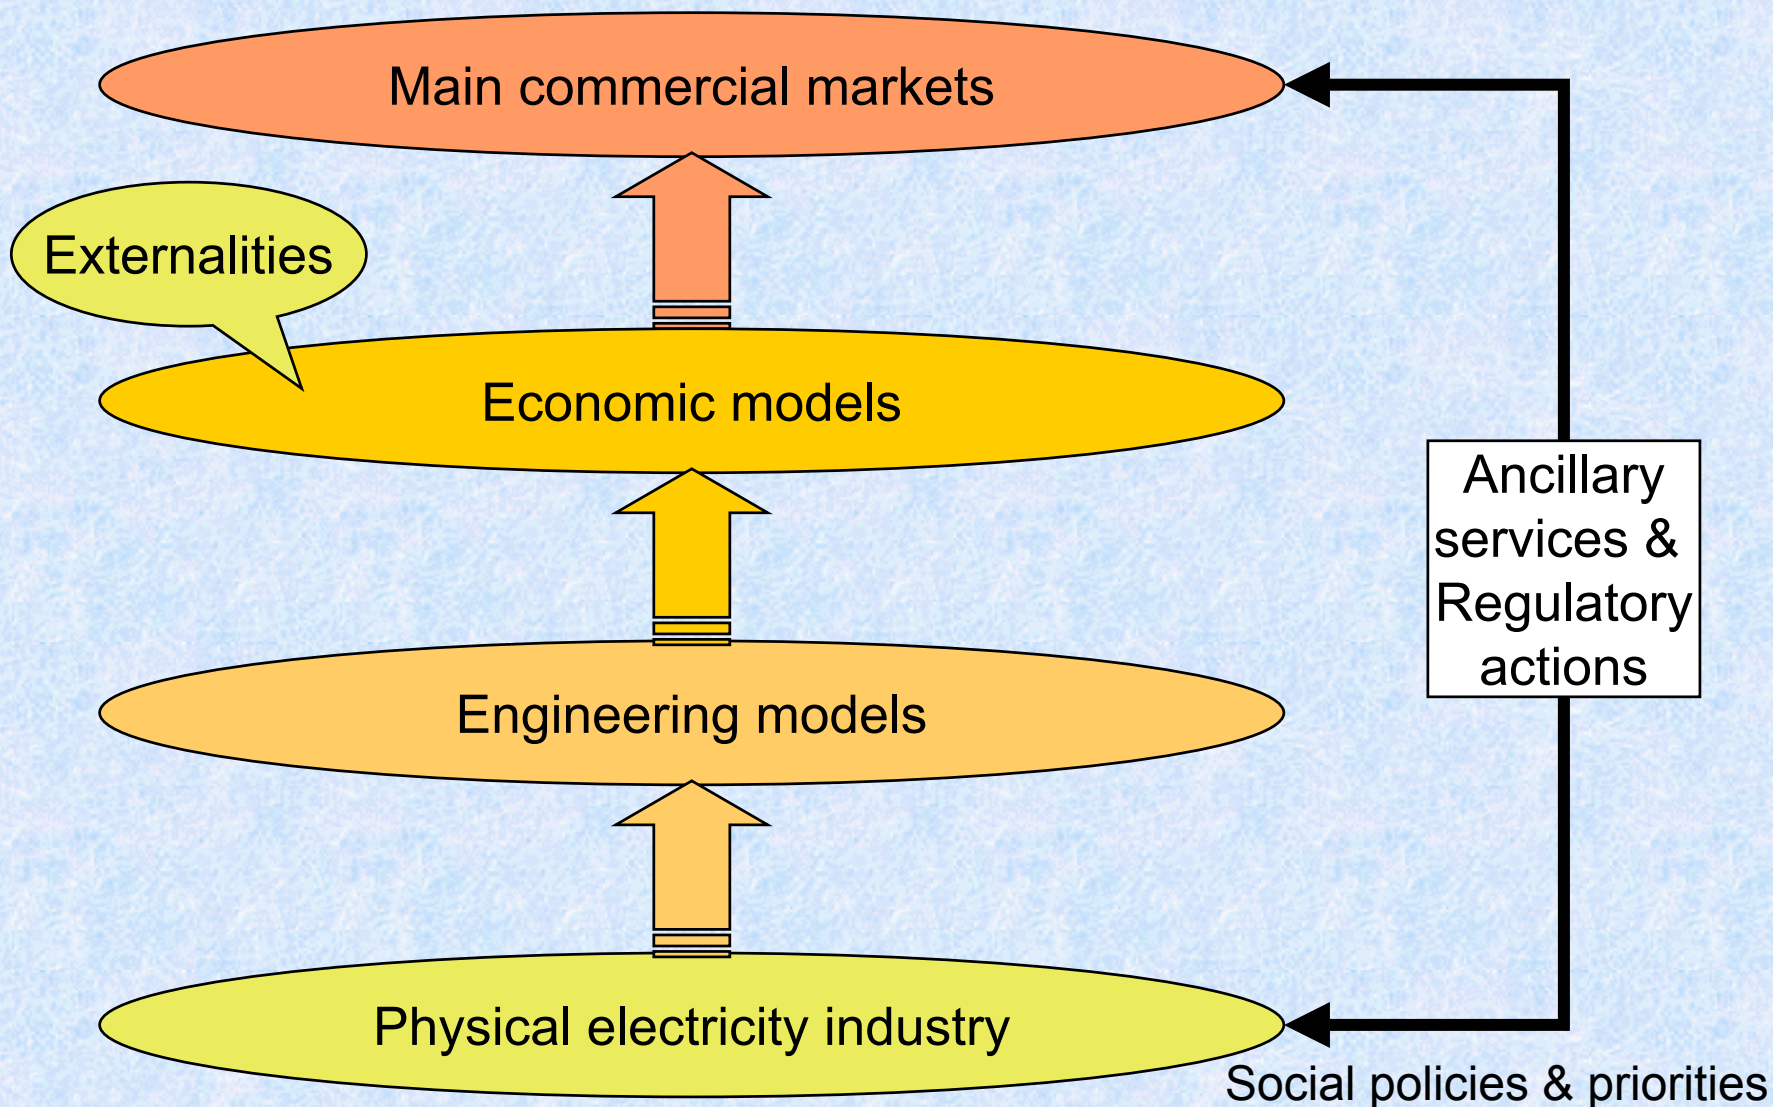 Main commercial markets
Externalities
Economic models
Ancillary
services &
Regulatory
actions
Engineering models
Physical electricity industry
Social policies & priorities